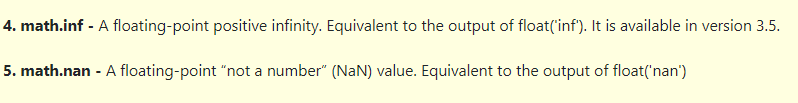 4. math.inf - A floating-point positive infinity. Equivalent to the output of float('inf'). It is available in version 3.5.
5. math.nan - A floating-point “not a number” (NaN) value. Equivalent to the output of float('nan')